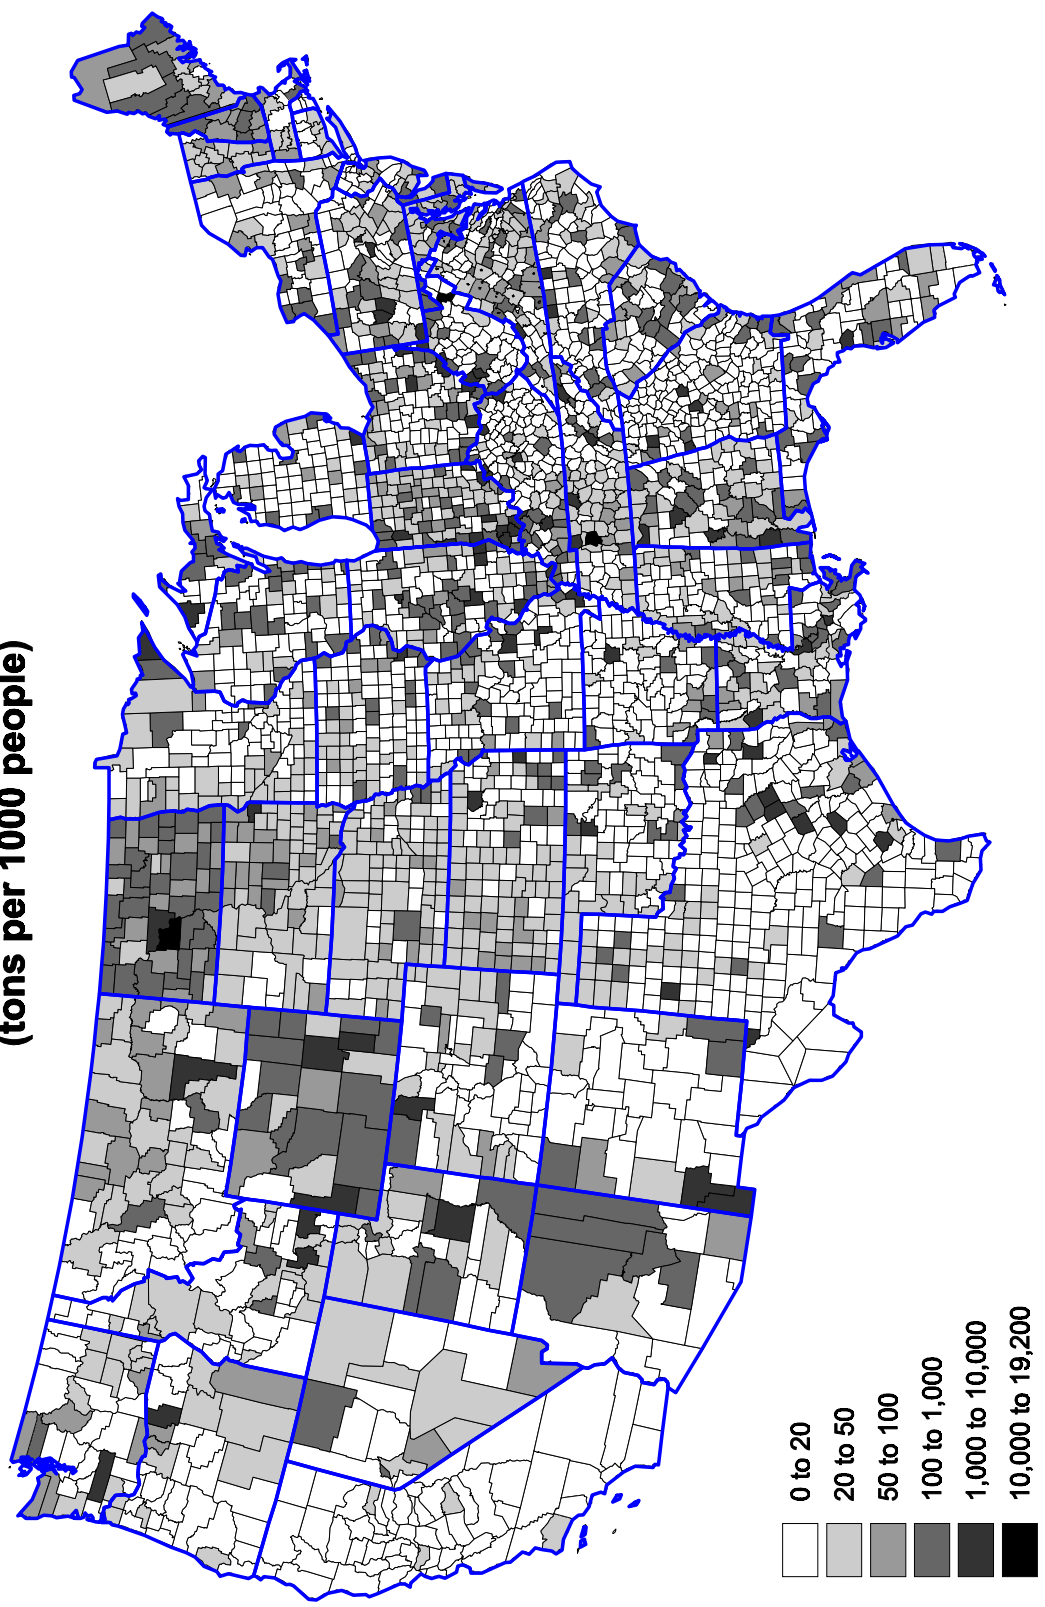 (tons per 1000 people)
0 to 20
20 to 50
50 to 100
100 to 1,000
1,000 to 10,000
10,000 to 19,200